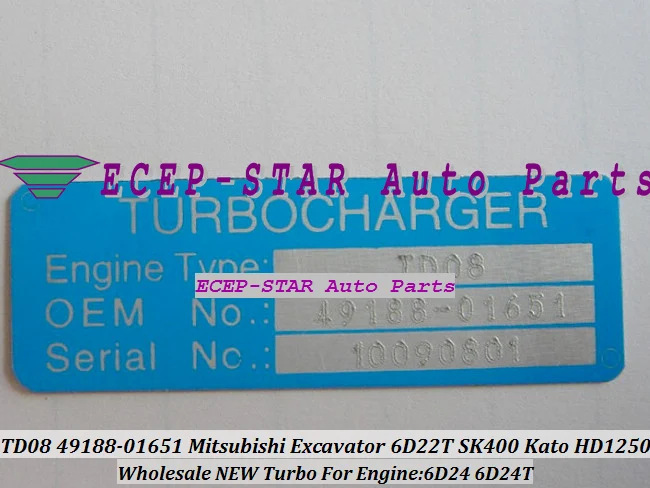 ECEP-STAR Auto Parts
TURBOCHARGER
Engine Type: TD08
ECEP-STAR Auto Parts
OEM No.: 49188-01651
Serial No.: 10090601
TD08 49188-01651 Mitsubishi Excavator 6D22T SK400 Kato HD1250
Wholesale NEW Turbo For Engine:6D24 6D24T